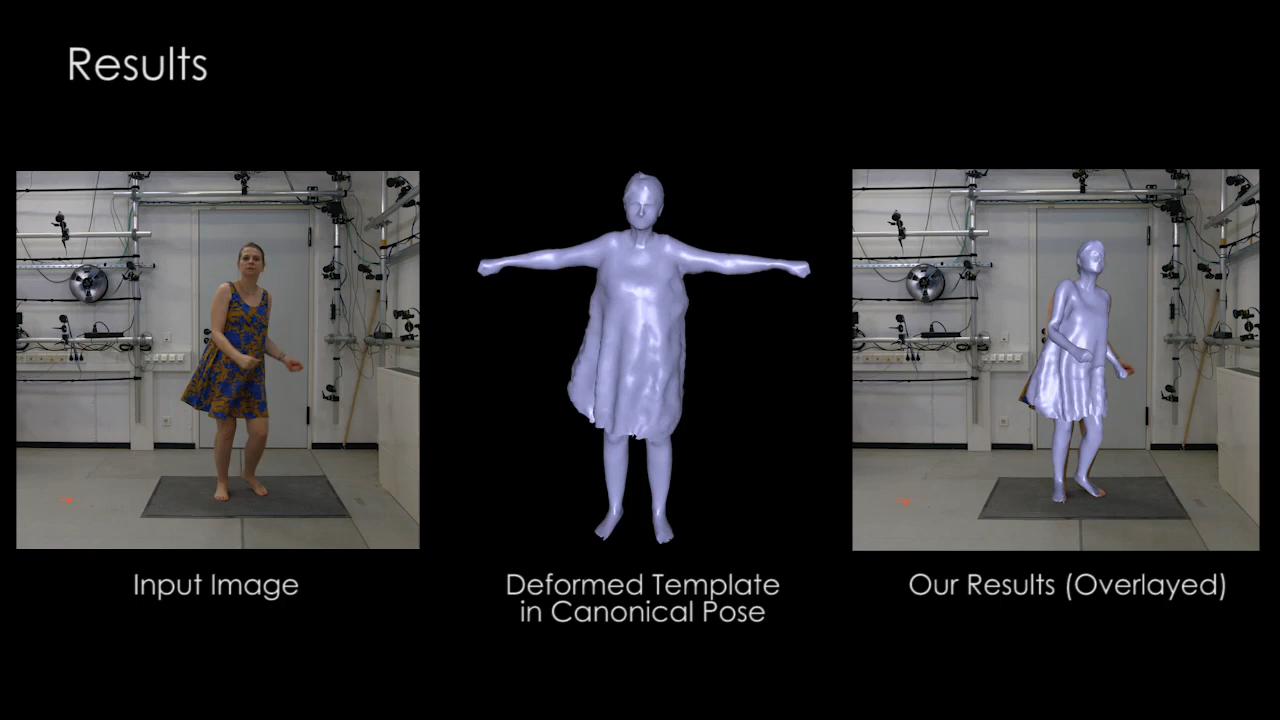 Results
Input Image
Deformed Template
in Canonical Pose
Our Results (Overlayed)